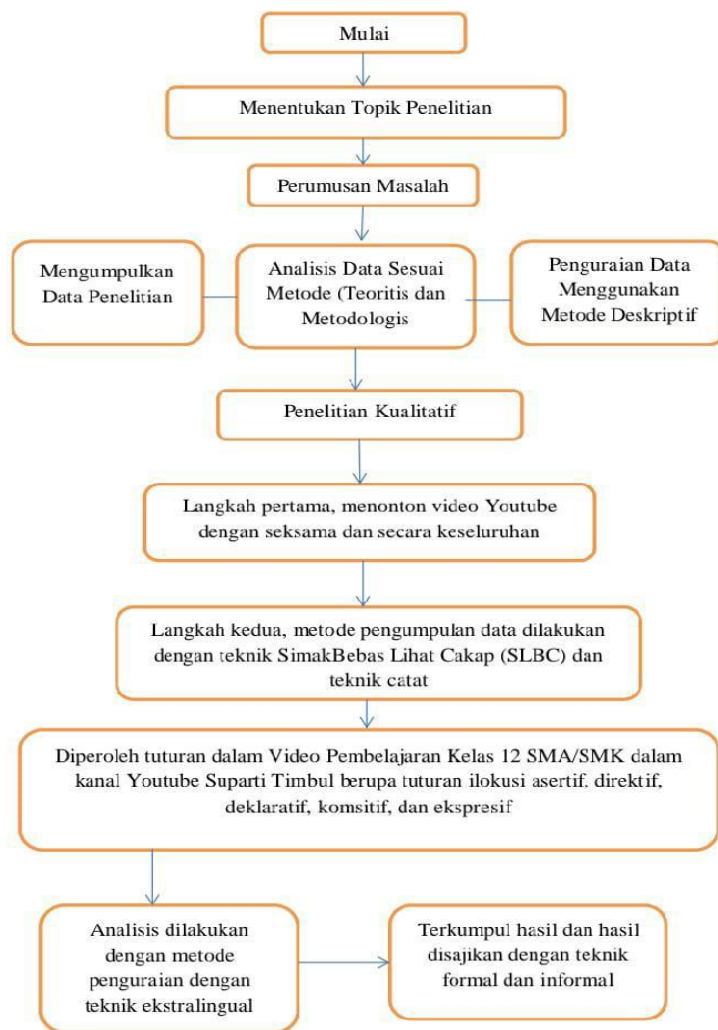 Mulai
Menentukan Topik Penelitian
Perumusan Masalah
Mengumpulkan
Data Penelitian
Analisis Data Sesuai
Metode (Teoritis dan
Metodologis
Penguraian Data
Menggunakan
Metode Deskriptif
Penelitian Kualitatif
Langkah pertama, menonton video Youtube
dengan seksama dan secara keseluruhan
Langkah kedua, metode pengumpulan data dilakukan
dengan teknik SimakBebas Lihat Cakap (SLBC) dan
teknik catat
Diperoleh tuturan dalam Video Pembelajaran Kelas 12 SMA/SMK dalam
kanal Youtube Suparti Timbul berupa tuturan ilokusi asertif, direktif,
deklaratif, komsitif, dan ekspresif
Analisis dilakukan
dengan metode
penguraian dengan
teknik ekstralingual
Terkumpul hasil dan hasil
disajikan dengan teknik
formal dan informal